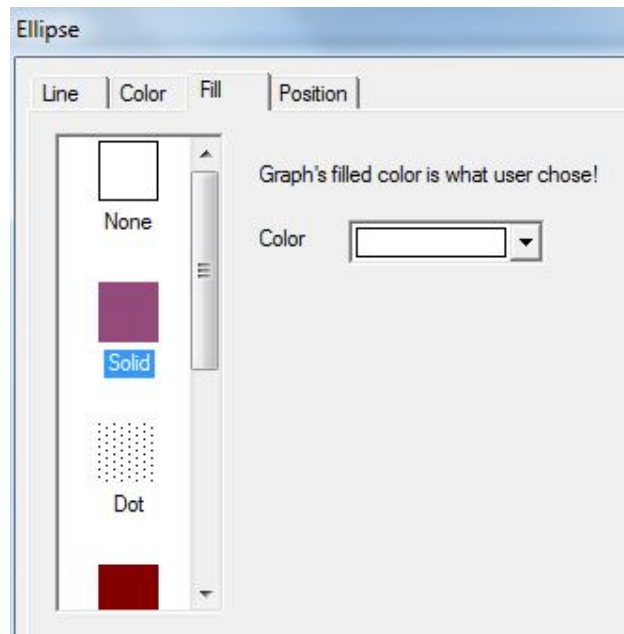 Ellipse
Line Color Fill Position
None
Graph's filled color is what user chose!
Color
Solid
Dot